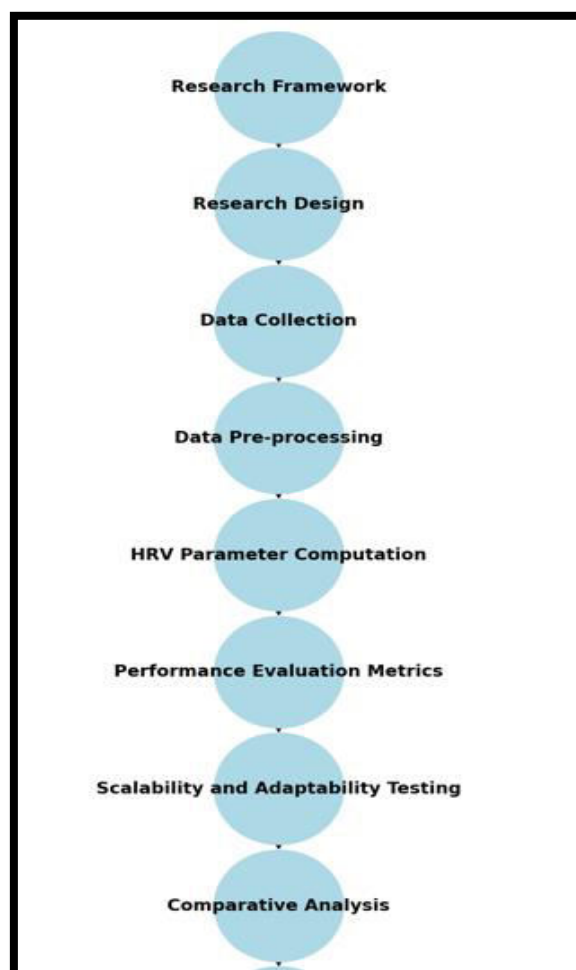 Research Framework
Research Design
Data Collection
Data Pre-processing
HRV Parameter Computation
Performance Evaluation Metrics
Scalability and Adaptability Testing
Comparative Analysis